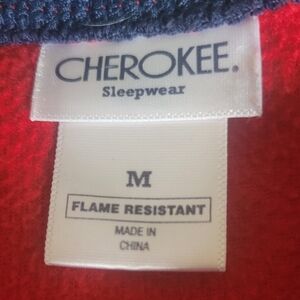 CHEROKEE®
Sleepwear
M
FLAME RESISTANT
MADE IN
CHINA